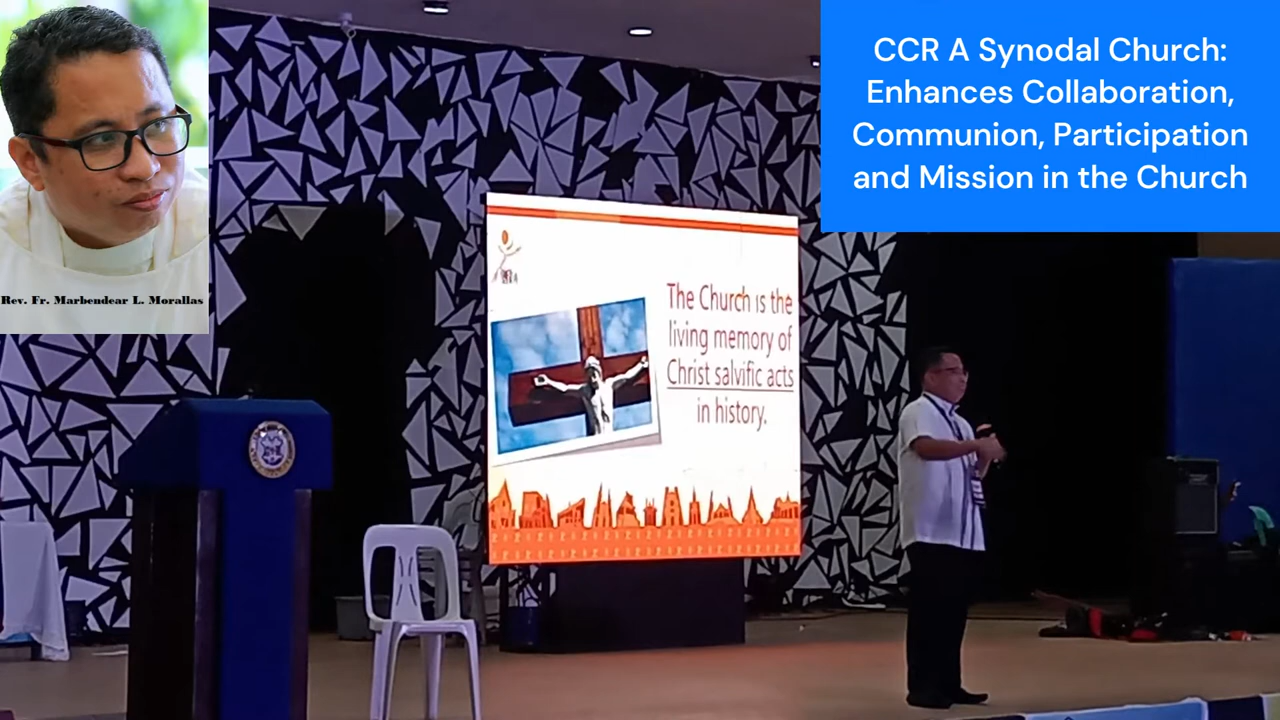 CCR A Synodal Church:
Enhances Collaboration,
Communion, Participation
and Mission in the Church
Rev. Fr. Marbendear L. Morallas
The Church is the
living memory of
Christ salvific acts
in history.